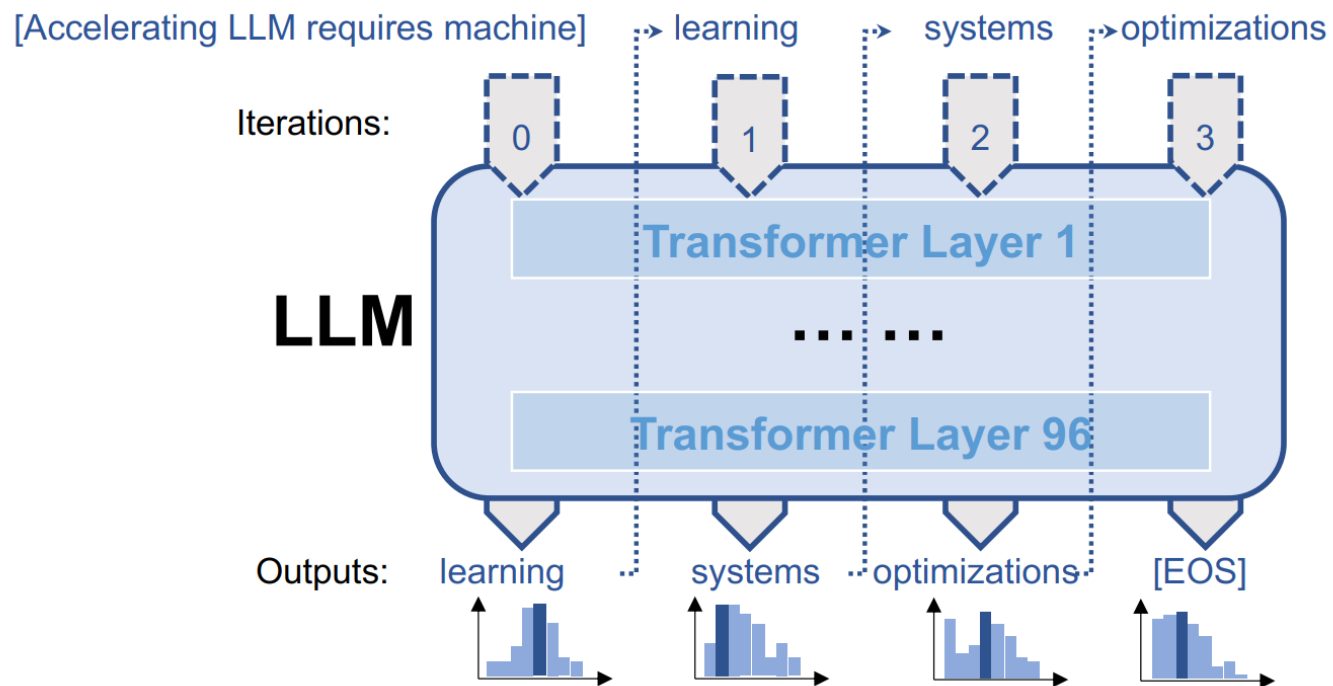 [Accelerating LLM requires machine] learning systems optimizations
Iterations:
0 1 2 3
Transformer Layer 1
LLM
... ...
Transformer Layer 96
Outputs: learning systems optimizations [EOS]